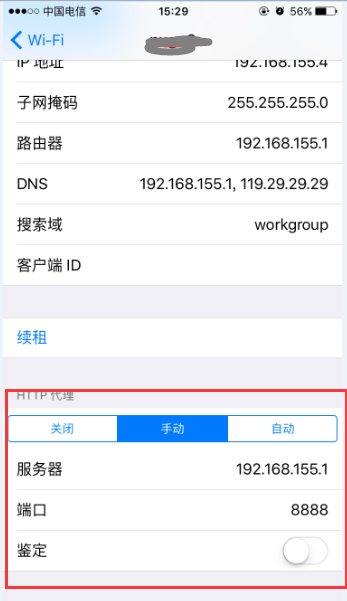 中国电信 15:29 56%
Wi-Fi
IP 地址 192.168.155.4
子网掩码 255.255.255.0
路由器 192.168.155.1
DNS 192.168.155.1, 119.29.29.29
搜索域 workgroup
客户端 ID
续租
HTTP 代理
关闭 手动 自动
服务器 192.168.155.1
端口 8888
鉴定